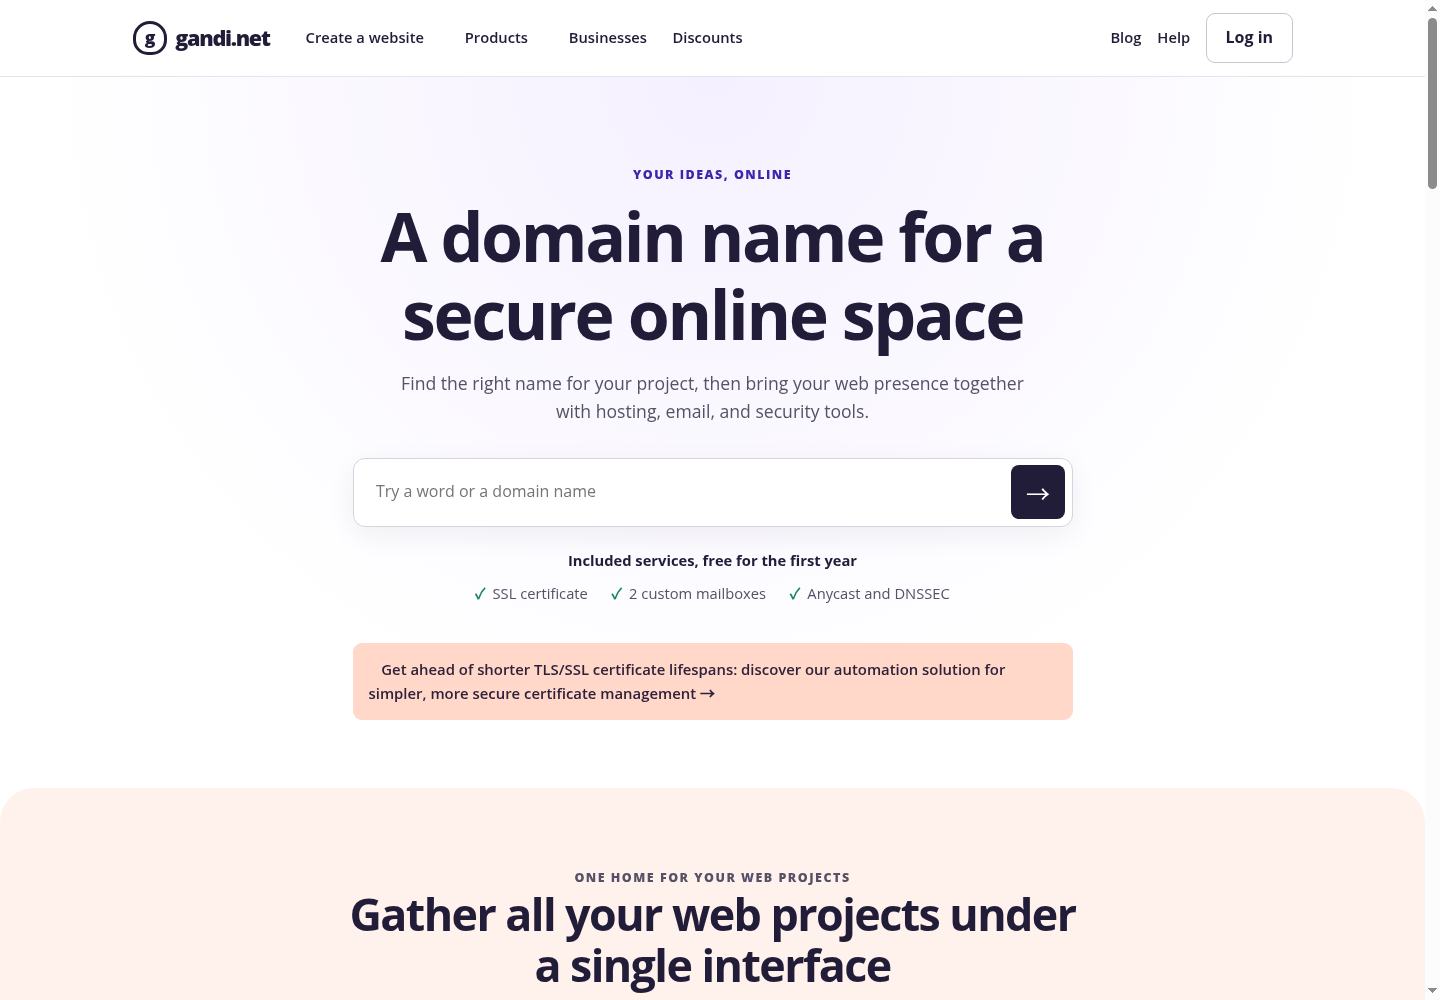 g gandi.net
Create a website
Products
Businesses
Discounts
Blog
Help
Log in
YOUR IDEAS, ONLINE
A domain name for a
secure online space
Find the right name for your project, then bring your web presence together
with hosting, email, and security tools.
Try a word or a domain name
→
Included services, free for the first year
✓ SSL certificate
✓ 2 custom mailboxes
✓ Anycast and DNSSEC
Get ahead of shorter TLS/SSL certificate lifespans: discover our automation solution for
simpler, more secure certificate management →
ONE HOME FOR YOUR WEB PROJECTS
Gather all your web projects under
a single interface